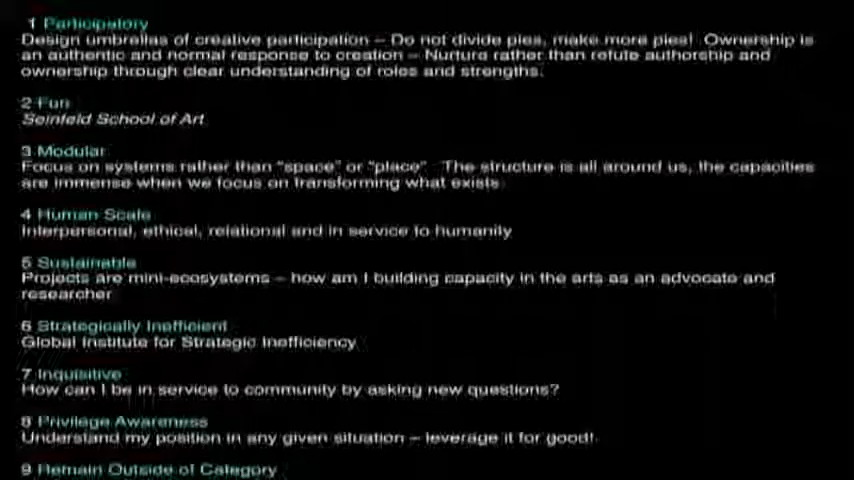 1 Participatory
Design umbrellas of creative participation – Do not divide pies, make more pies! Ownership is
an authentic and normal response to creation – Nurture rather than refute authorship and
ownership through clear understanding of roles and strengths.
2 Fun
Seinfeld School of Art
3 Modular
Focus on systems rather than "space" or "place". The structure is all around us, the capacities
are immense when we focus on transforming what exists
4 Human Scale
Interpersonal, ethical, relational and in service to humanity
5 Sustainable
Projects are mini-ecosystems – how am I building capacity in the arts as an advocate and
researcher
6 Strategically Inefficient
Global Institute for Strategic Inefficiency
7 Inquisitive
How can I be in service to community by asking new questions?
8 Privilege Awareness
Understand my position in any given situation – leverage it for good!
9 Remain Outside of Category